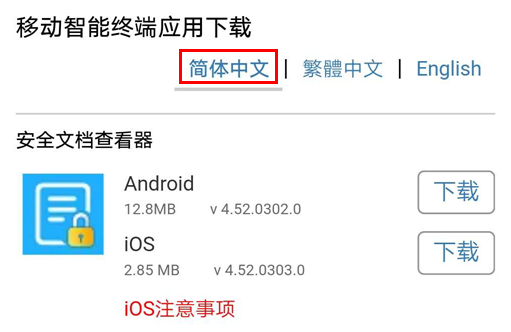 移动智能终端应用下载
简体中文 | 繁體中文 | English
安全文档查看器
Android
12.8MB v 4.52.0302.0
下载
iOS
2.85 MB v 4.52.0303.0
下载
iOS注意事项